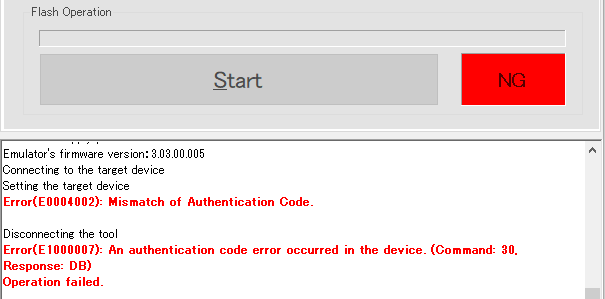 Flash Operation
Start
NG
Emulator's firmware version: 3.03.00.005
Connecting to the target device
Setting the target device
Error(E0004002): Mismatch of Authentication Code.
Disconnecting the tool
Error(E1000007): An authentication code error occurred in the device. (Command: 30,
Response: DB)
Operation failed.